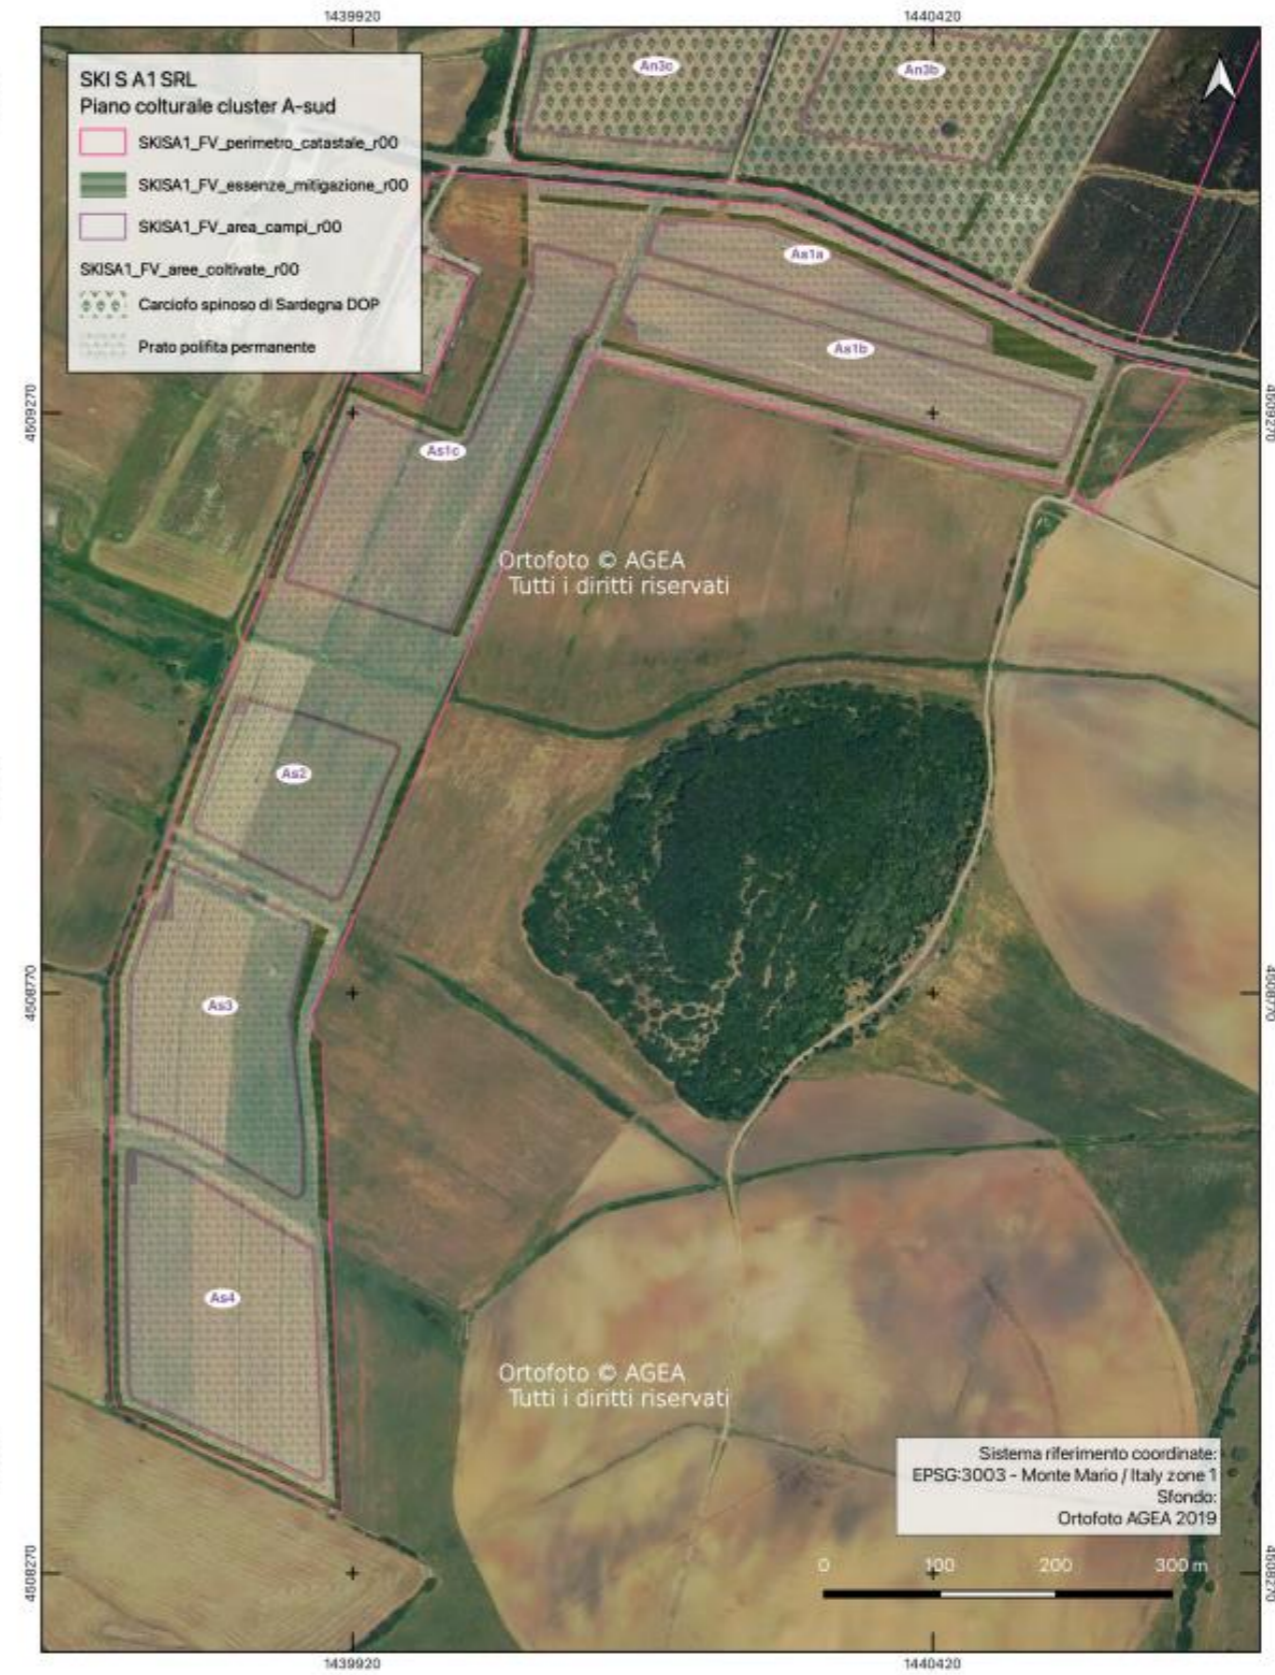 1439920
1440420
SKI S A1 SRL
Piano colturale cluster A-sud
SKISA1_FV_perimetro_catastale_r00
SKISA1_FV_essenze_mitigazione_r00
SKISA1_FV_area_campi_r00
SKISA1_FV_aree_coltivate_r00
Carciofo spinoso di Sardegna DOP
Prato polifita permanente
An3c
An3b
As1a
As1b
4509270
4509270
As1c
Ortofoto © AGEA
Tutti i diritti riservati
As2
4508770
4508770
As3
As4
Ortofoto © AGEA
Tutti i diritti riservati
Sistema riferimento coordinate:
EPSG:3003 - Monte Mario / Italy zone 1
Sfondo:
Ortofoto AGEA 2019
0 100 200 300 m
4508270
4508270
1439920
1440420